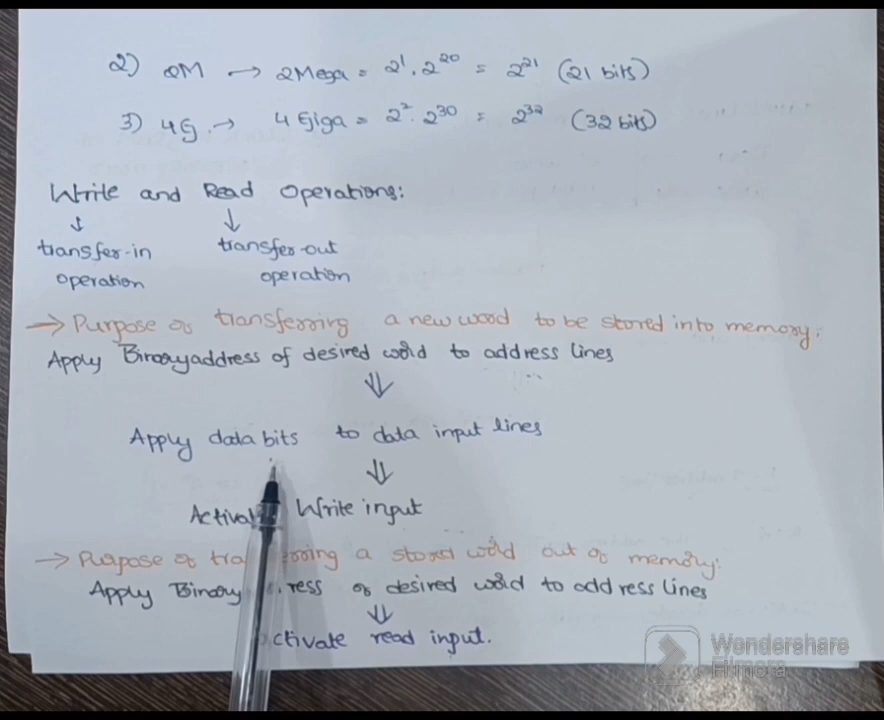 2) 2M → 2Mega = 2¹. 2²⁰ = 2²¹ (21 bits)
3) 4G → 4 Giga = 2². 2³⁰ = 2³² (32 bits)
Write and Read Operations:
↓ ↓
transfer-in transfer-out
operation operation
→ Purpose of transferring a new word to be stored into memory:
Apply Binary address of desired word to address lines
⇓
Apply data bits to data input lines
⇓
Write input
→ Purpose of a stored word out of memory:
Apply Binary of desired word to address lines
⇓
read input.
Wondershare
Filmora